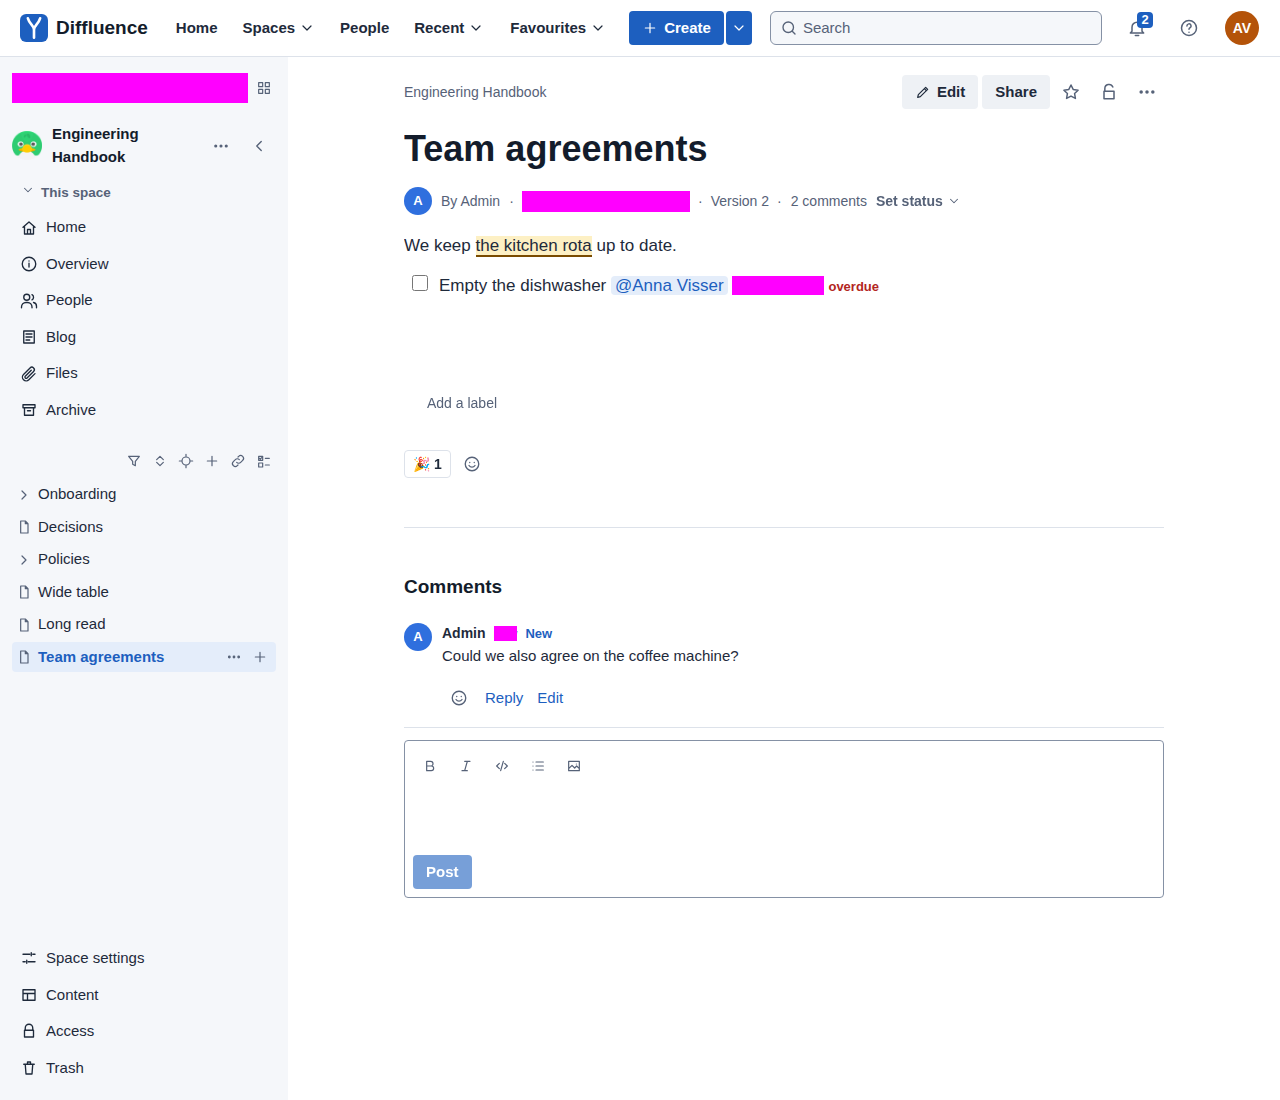 Diffluence Home Spaces People Recent Favourites Create Search 2 AV
Engineering Handbook
This space
Home
Overview
People
Blog
Files
Archive
Onboarding
Decisions
Policies
Wide table
Long read
Team agreements
Space settings
Content
Access
Trash
Engineering Handbook Edit Share
Team agreements
A By Admin · · Version 2 · 2 comments Set status
We keep the kitchen rota up to date.
Empty the dishwasher @Anna Visser overdue
Add a label
🎉 1
Comments
A Admin New
Could we also agree on the coffee machine?
Reply Edit
Post